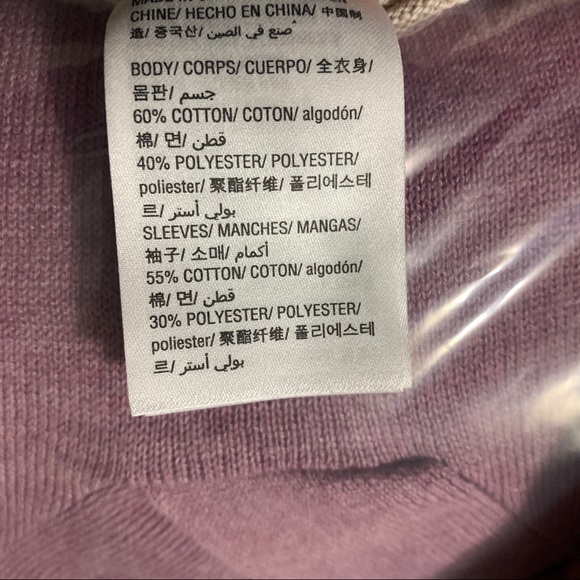 CHINE/ HECHO EN CHINA/ 中国制
造/ 중국산/ صنع في الصين
BODY/ CORPS/ CUERPO/ 全衣身/
몸판/ جسم
60% COTTON/ COTON/ algodón/
棉/ 면/ قطن
40% POLYESTER/ POLYESTER/
poliester/ 聚酯纤维/ 폴리에스테
르/ بولي أستر
SLEEVES/ MANCHES/ MANGAS/
袖子/ 소매/ أكمام
55% COTTON/ COTON/ algodón/
棉/ 면/ قطن
30% POLYESTER/ POLYESTER/
poliester/ 聚酯纤维/ 폴리에스테
르/ بولي أستر